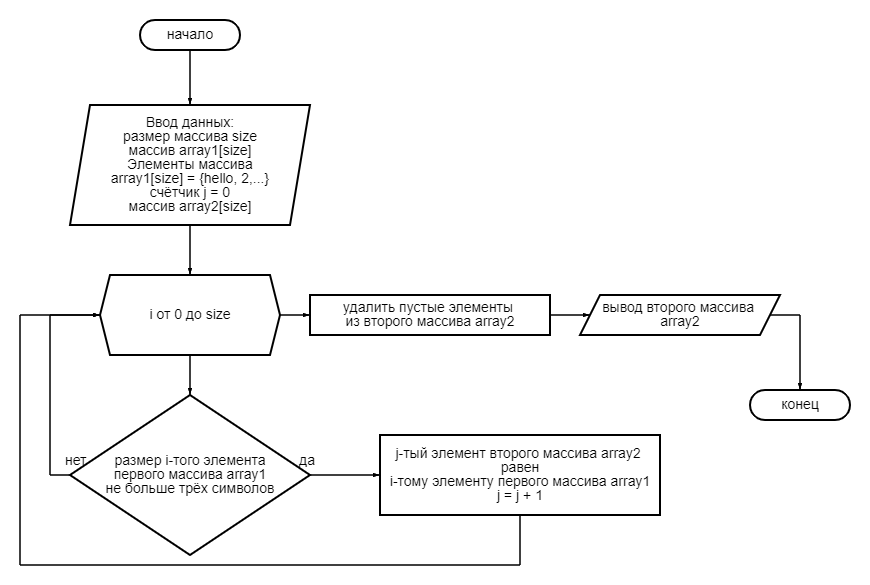 начало
Ввод данных:
размер массива size
массив array1[size]
Элементы массива
array1[size] = {hello, 2,...}
счётчик j = 0
массив array2[size]
i от 0 до size
удалить пустые элементы
из второго массива array2
вывод второго массива
array2
конец
нет
размер i-того элемента
первого массива array1
не больше трёх символов
да
j-тый элемент второго массива array2
равен
i-тому элементу первого массива array1
j = j + 1